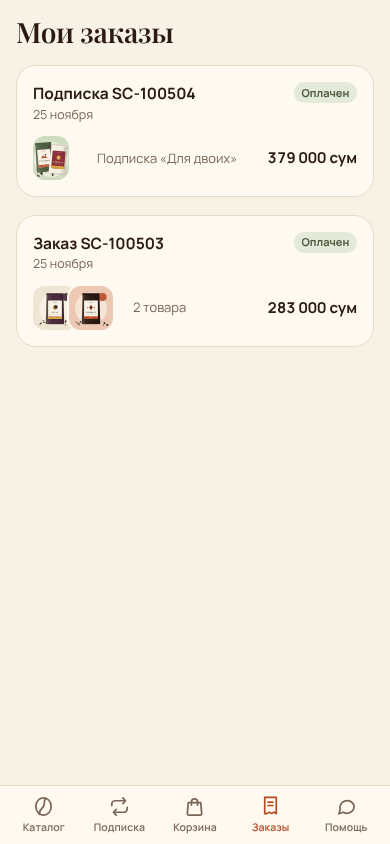 Мои заказы
Подписка SC-100504
Оплачен
25 ноября
Подписка «Для двоих»
379 000 сум
Заказ SC-100503
Оплачен
25 ноября
2 товара
283 000 сум
Каталог
Подписка
Корзина
Заказы
Помощь